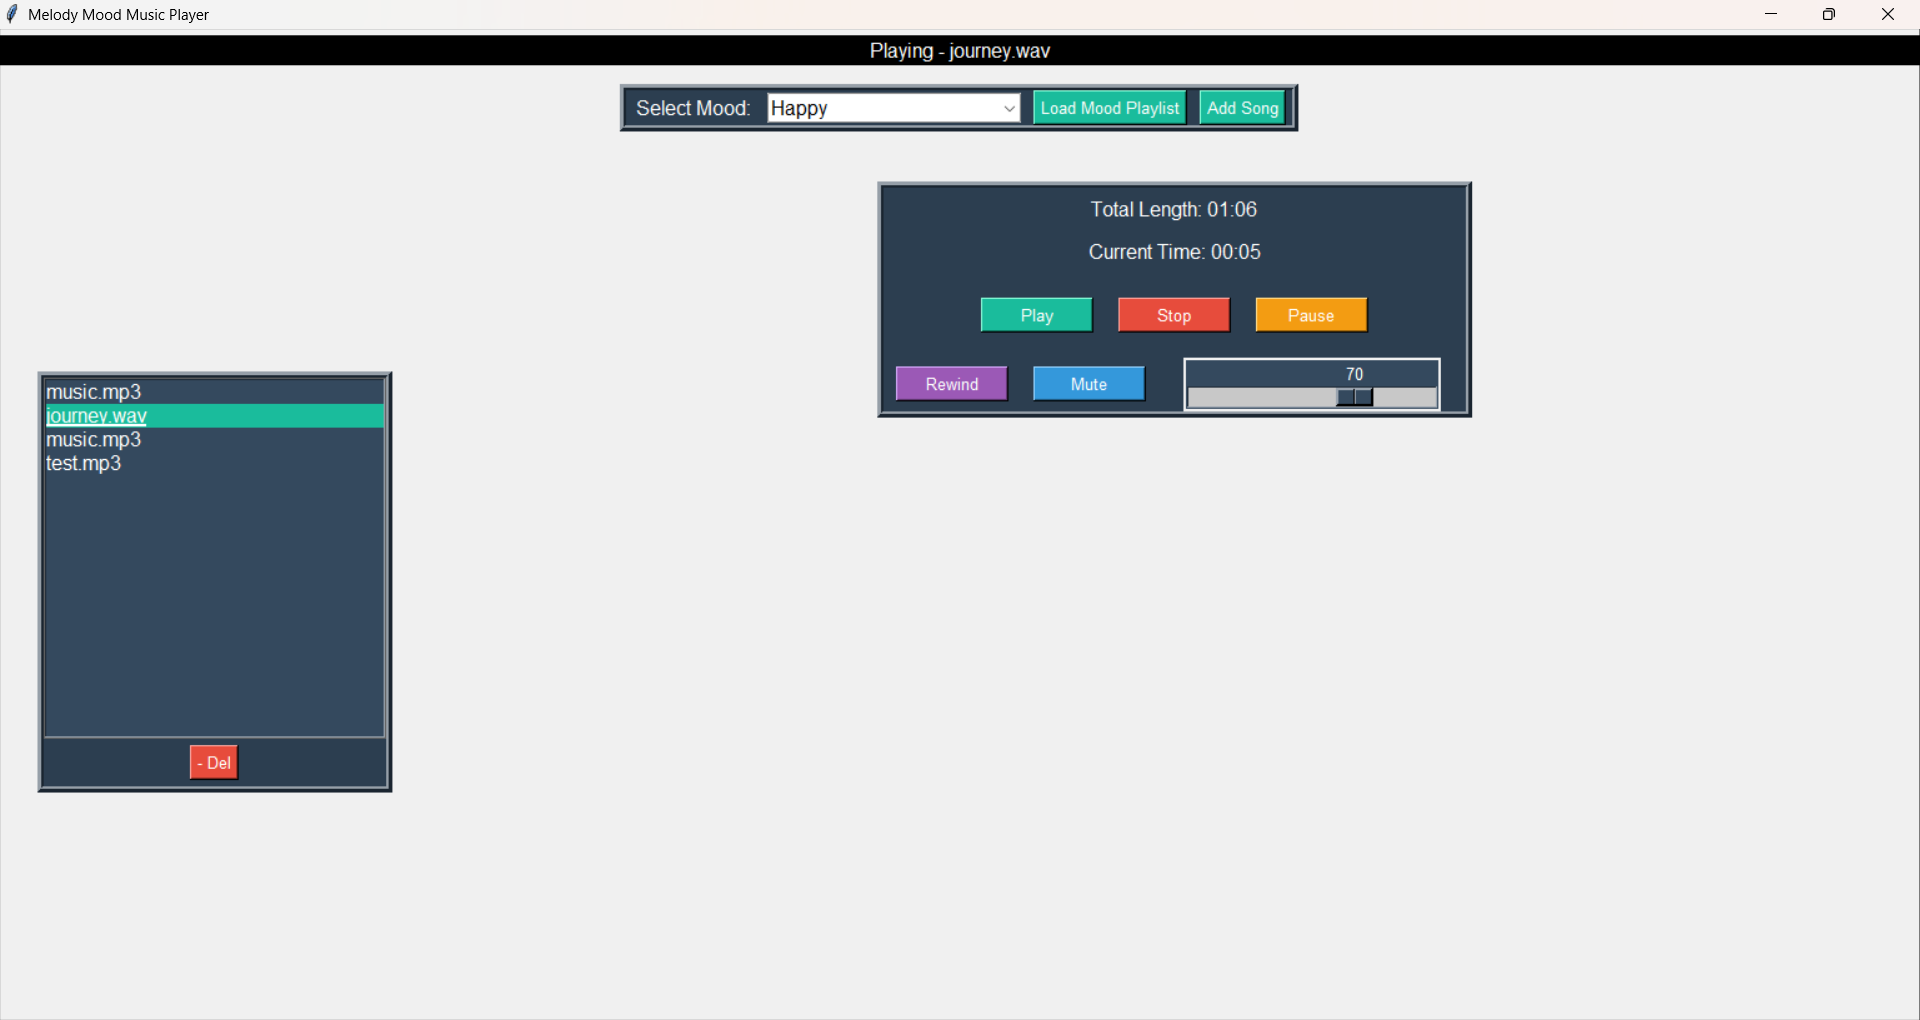 Melody Mood Music Player
Playing - journey.wav
Select Mood: Happy Load Mood Playlist Add Song
Total Length: 01:06
Current Time: 00:05
Play Stop Pause
Rewind Mute 70
music.mp3
journey.wav
music.mp3
test.mp3
- Del